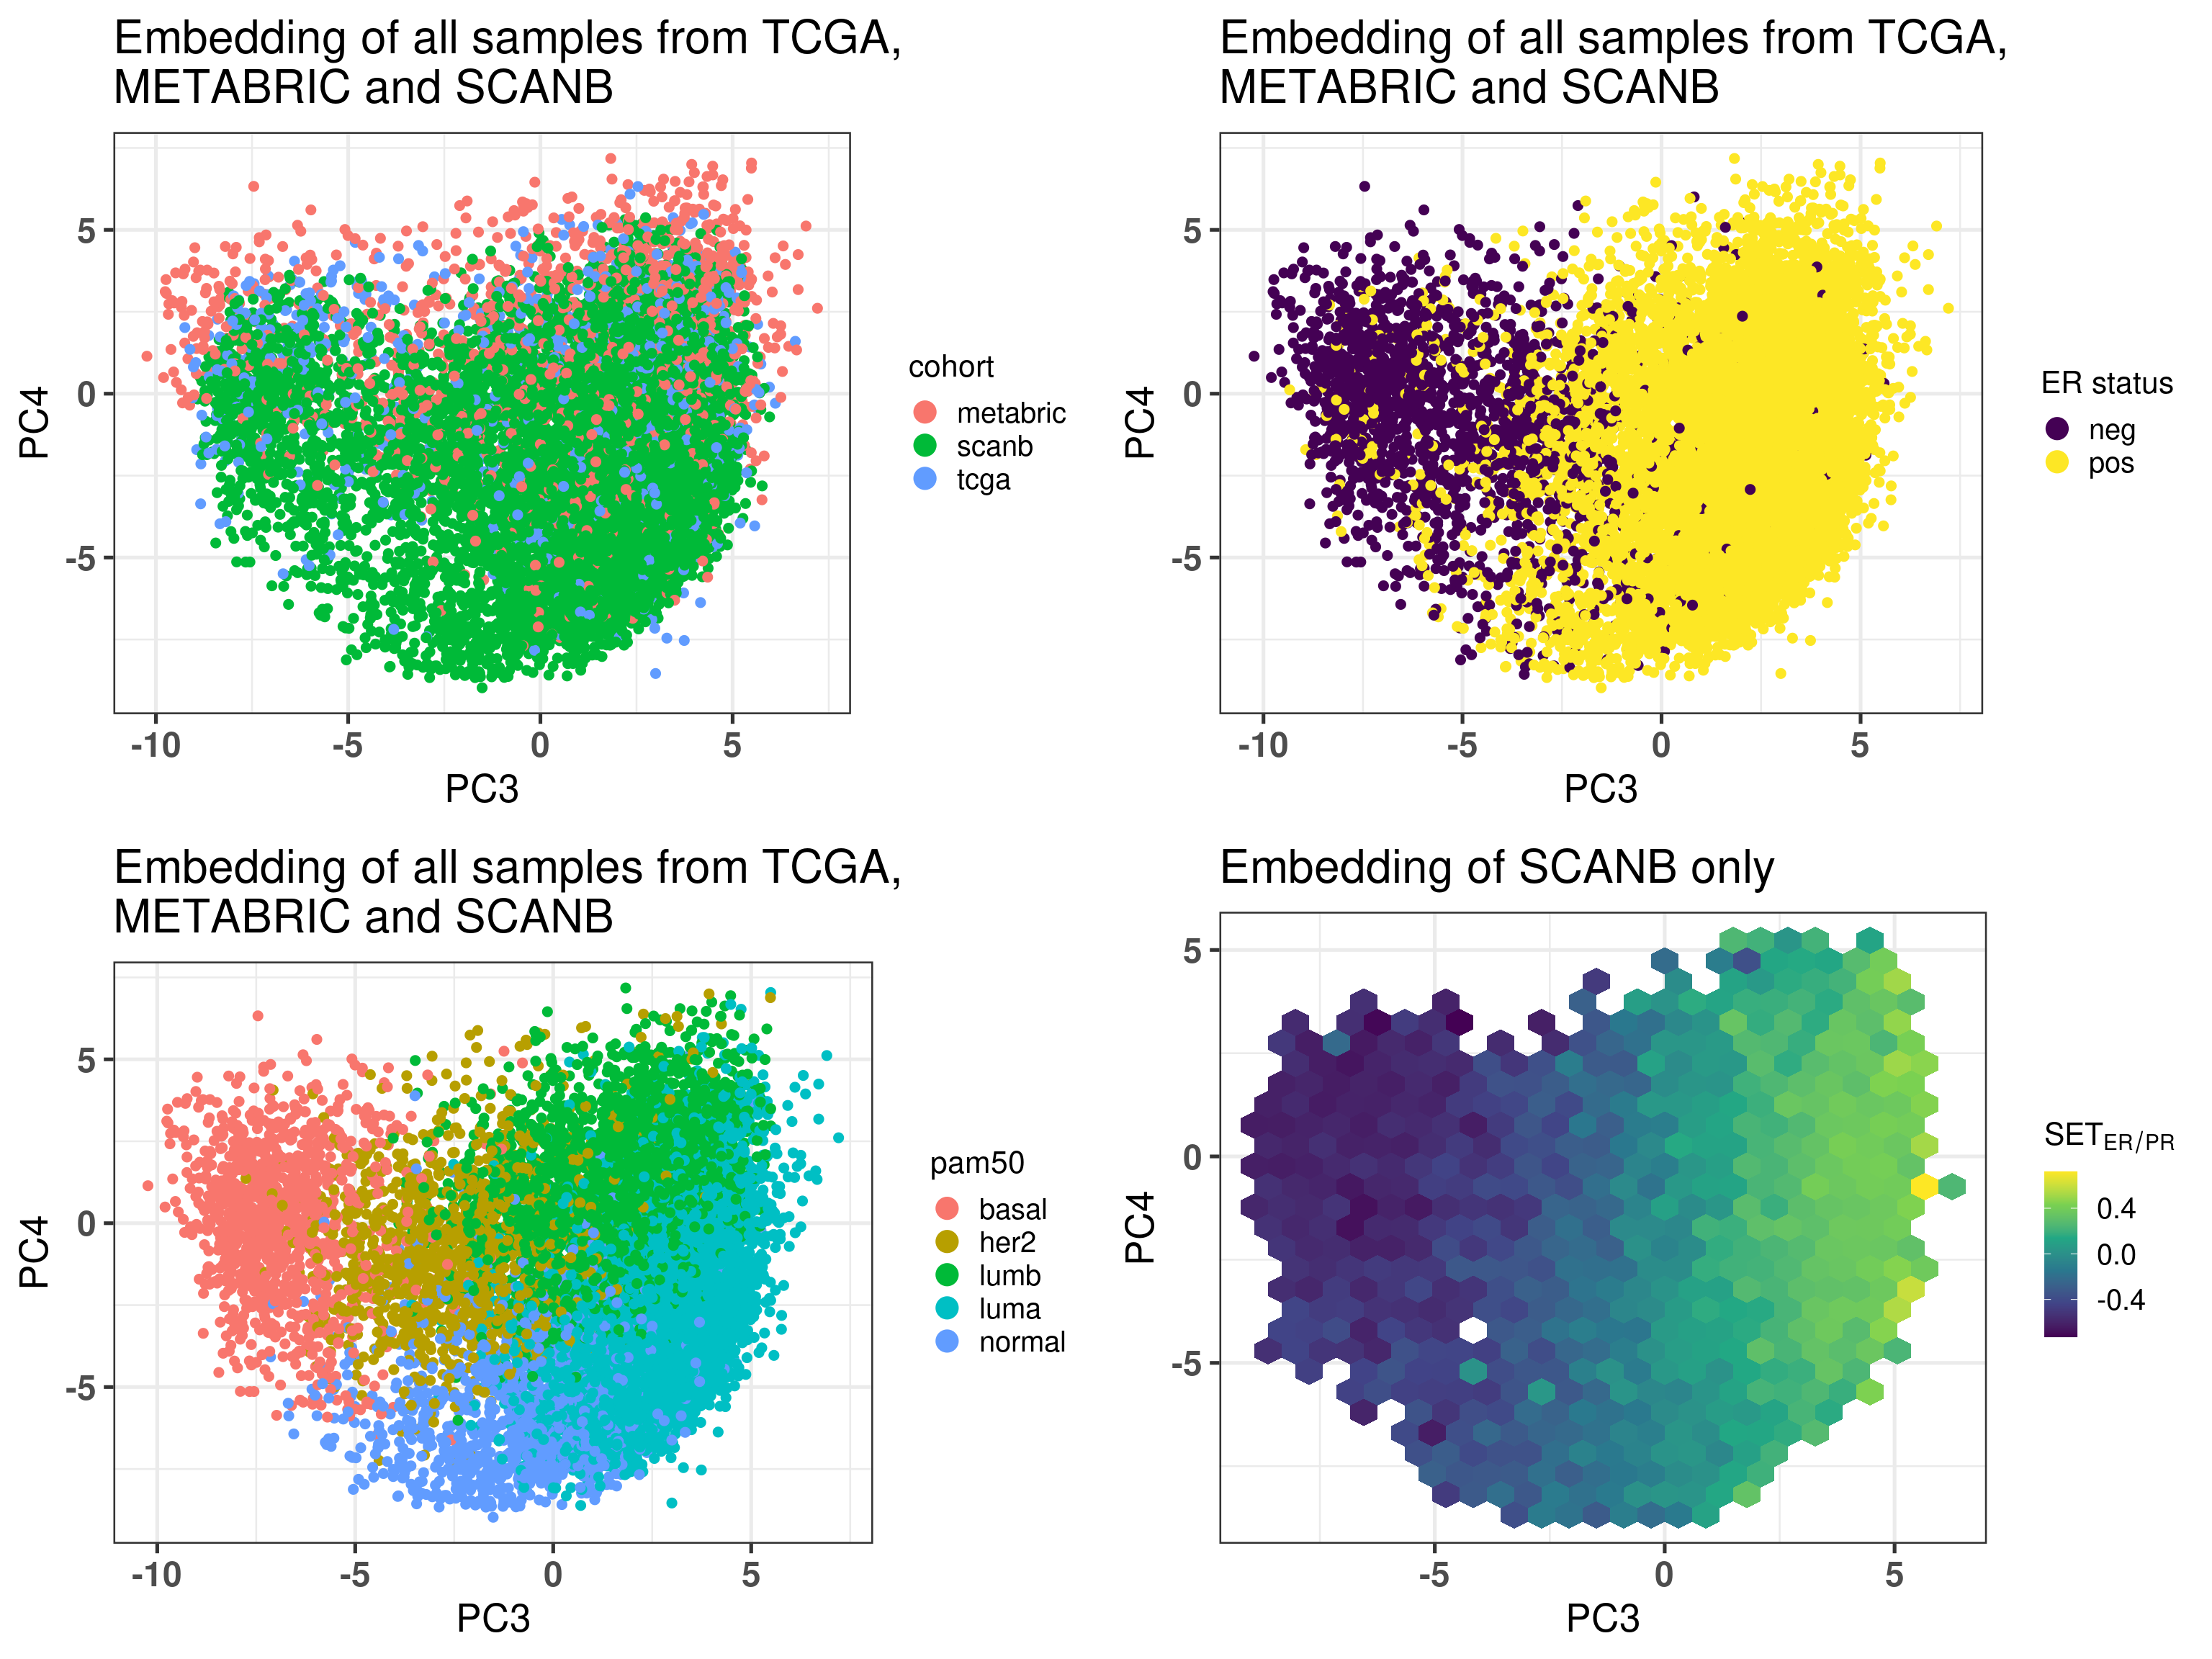 Embedding of all samples from TCGA,
METABRIC and SCANB
5
0
-5
PC4
-10
-5
0
5
PC3
cohort
metabric
scanb
tcga
Embedding of all samples from TCGA,
METABRIC and SCANB
5
0
-5
PC4
-10
-5
0
5
PC3
ER status
neg
pos
Embedding of all samples from TCGA,
METABRIC and SCANB
5
0
-5
PC4
-10
-5
0
5
PC3
pam50
basal
her2
lumb
luma
normal
Embedding of SCANB only
5
0
-5
PC4
-5
0
5
PC3
SET_ER/PR
0.4
0.0
-0.4